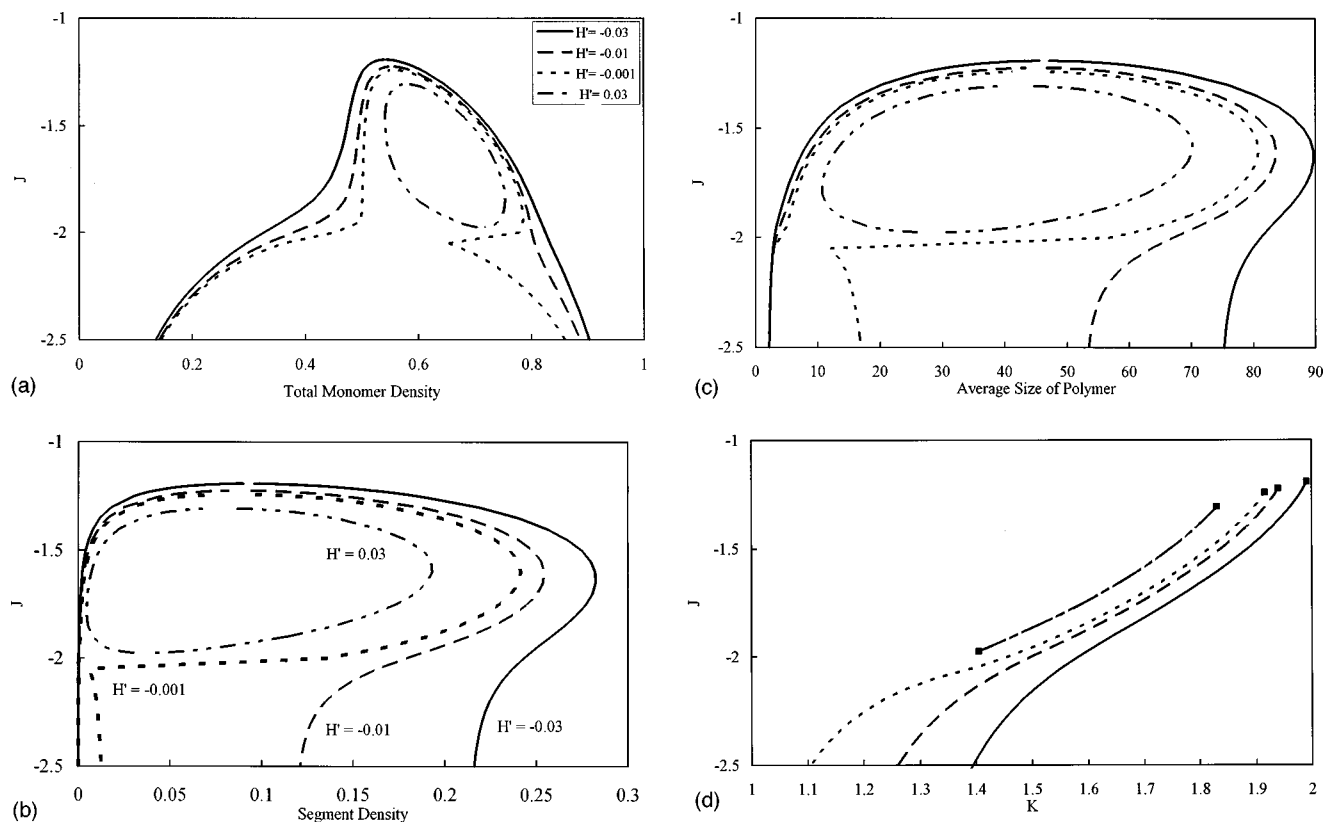 -1
-1.5
-2
-2.5
J
0
0.2
0.4
0.6
0.8
1
Total Monomer Density
H'= -0.03
H'= -0.01
H'= -0.001
H'= 0.03
(a)
-1
-1.5
-2
-2.5
J
0
10
20
30
40
50
60
70
80
90
Average Size of Polymer
(c)
-1
-1.5
-2
-2.5
J
H' = 0.03
H' = -0.001
H' = -0.01
H' = -0.03
0
0.05
0.1
0.15
0.2
0.25
0.3
Segment Density
(b)
-1
-1.5
-2
-2.5
J
1
1.1
1.2
1.3
1.4
1.5
1.6
1.7
1.8
1.9
2
K
(d)